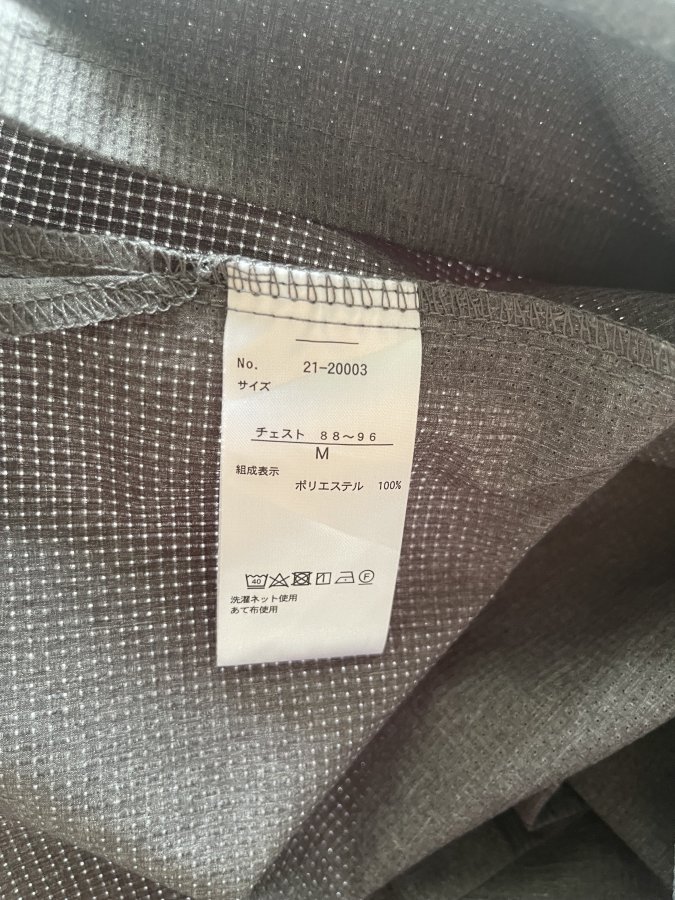 No. 21-20003
サイズ
チェスト 88～96
M
組成表示
ポリエステル 100%
40 F
洗濯ネット使用
あて布使用